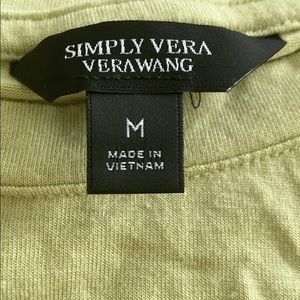 SIMPLY VERA
VERAWANG
M
MADE IN
VIETNAM